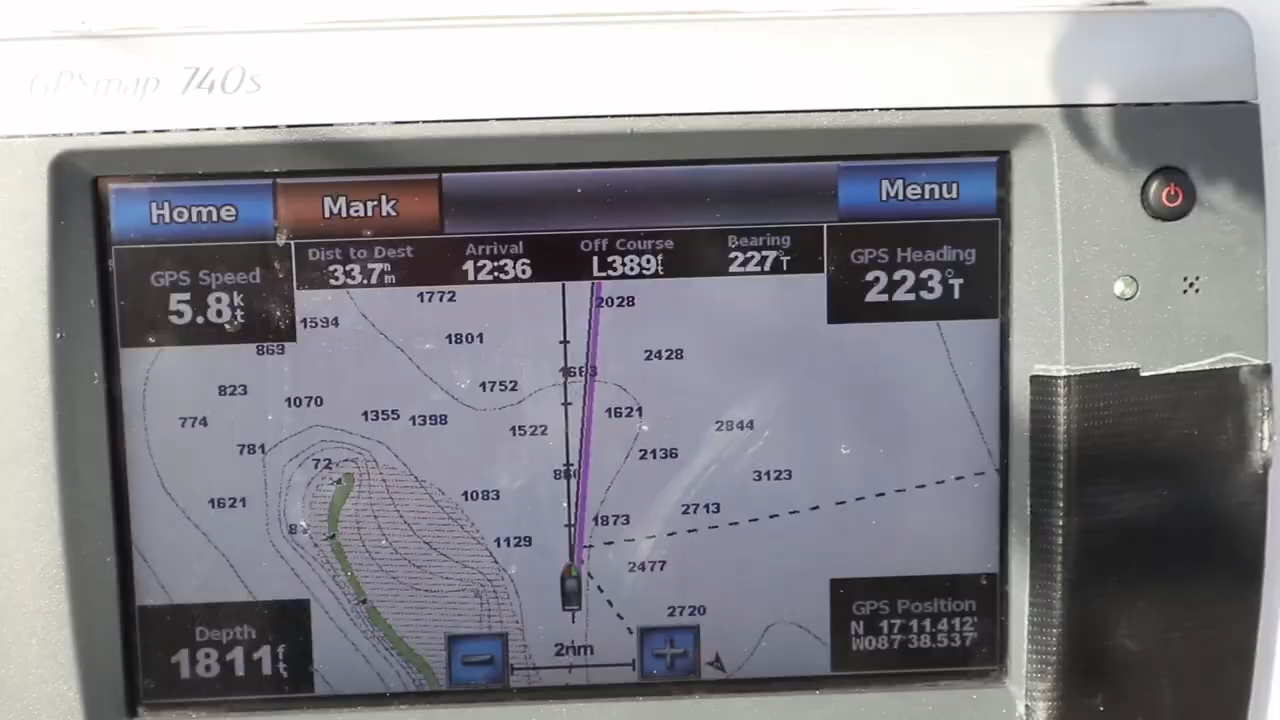 GPSmap 740s
Home Mark Menu
GPS Speed
5.8kt
Dist to Dest
33.7nm
Arrival
12:36
Off Course
L389ft
Bearing
227°T
GPS Heading
223°T
1772 2028
1594
1801
863 2428
1663
823 1752
1070 1621
774 1355 1398
1522 2844
781 2136
72 3123
1621 1083
2713
1873
1129
2477
2720
Depth
1811ft
2nm
GPS Position
N 17°11.412'
W087°38.537'